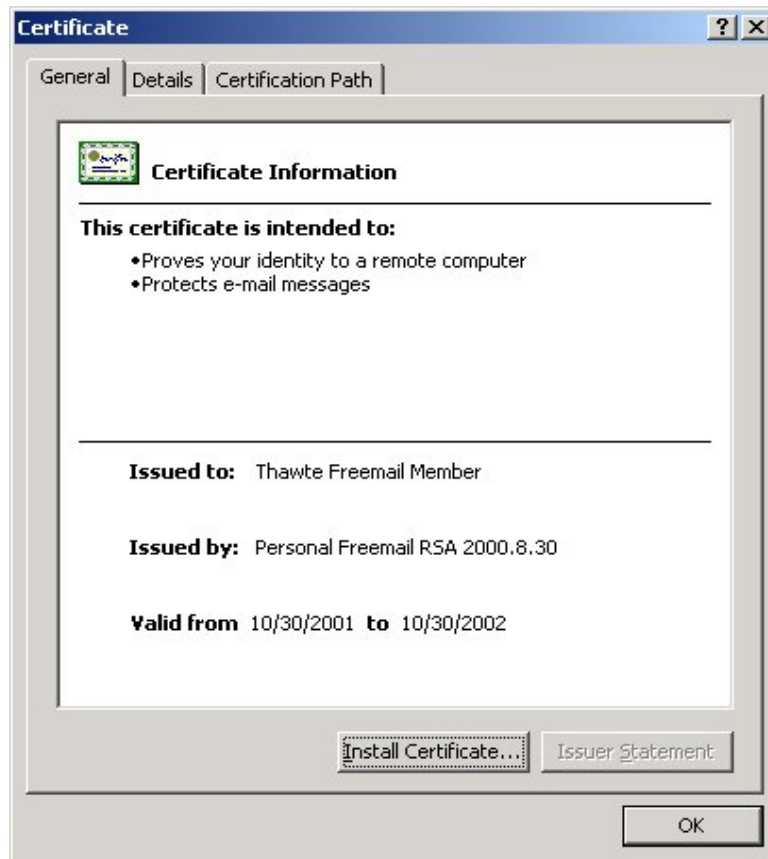 Certificate
General Details Certification Path
Certificate Information
This certificate is intended to:
•Proves your identity to a remote computer
•Protects e-mail messages
Issued to: Thawte Freemail Member
Issued by: Personal Freemail RSA 2000.8.30
Valid from 10/30/2001 to 10/30/2002
Install Certificate... Issuer Statement
OK